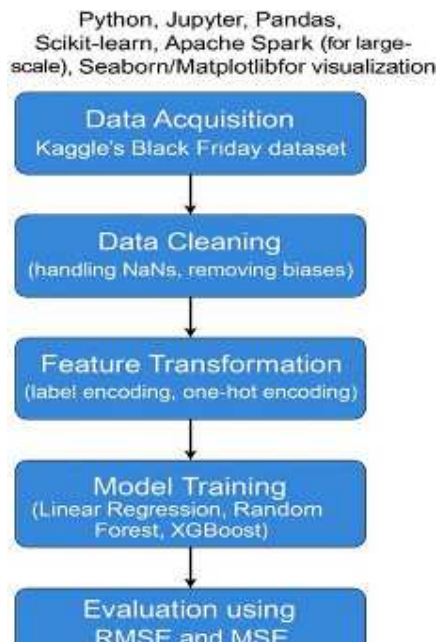 Python, Jupyter, Pandas,
Scikit-learn, Apache Spark (for large-
scale), Seaborn/Matplotlibfor visualization
Data Acquisition
Kaggle's Black Friday dataset
Data Cleaning
(handling NaNs, removing biases)
Feature Transformation
(label encoding, one-hot encoding)
Model Training
(Linear Regression, Random
Forest, XGBoost)
Evaluation using
RMSE and MSE